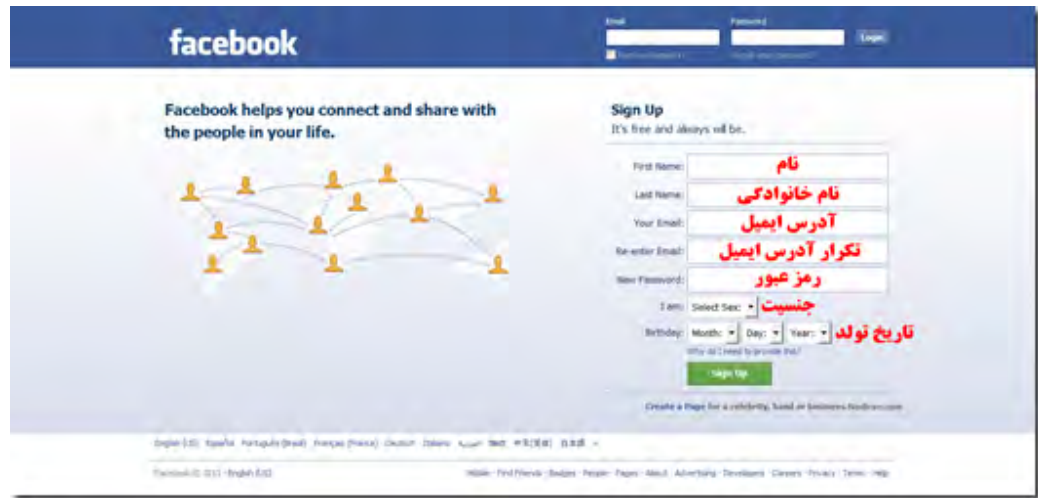 Email Password
facebook
Login
Facebook helps you connect and share with
the people in your life.
Sign Up
It's free and always will be.
First Name: نام
Last Name: نام خانوادگی
Your Email: آدرس ایمیل
Re-enter Email: تکرار آدرس ایمیل
New Password: رمز عبور
I am: Select Sex: جنسیت
Birthday: Month: Day: Year: تاریخ تولد
Why do I need to provide this?
Sign Up
Create a Page for a celebrity, band or business.
English (US) Español Português (Brasil) Français (France) Deutsch Italiano
English (US)
Mobile · Find Friends · Badges · People · Pages · About · Advertising · Developers · Careers · Privacy · Terms · Help